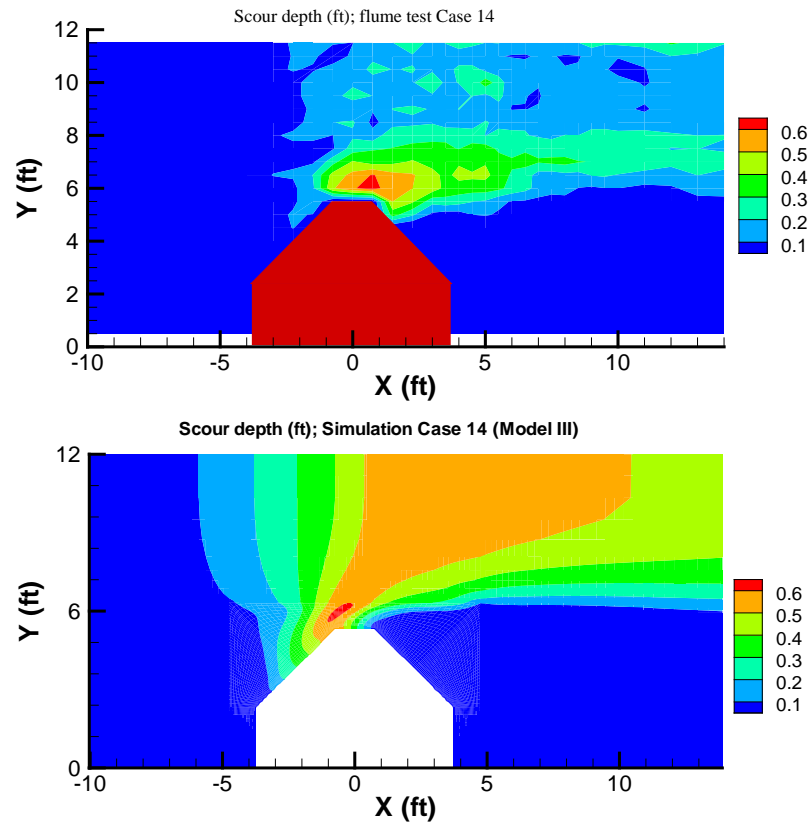 Scour depth (ft); flume test Case 14
12
10
8
6
4
2
0
Y (ft)
-10 -5 0 5 10
X (ft)
0.6
0.5
0.4
0.3
0.2
0.1
Scour depth (ft); Simulation Case 14 (Model III)
12
6
0
Y (ft)
-10 -5 0 5 10
X (ft)
0.6
0.5
0.4
0.3
0.2
0.1